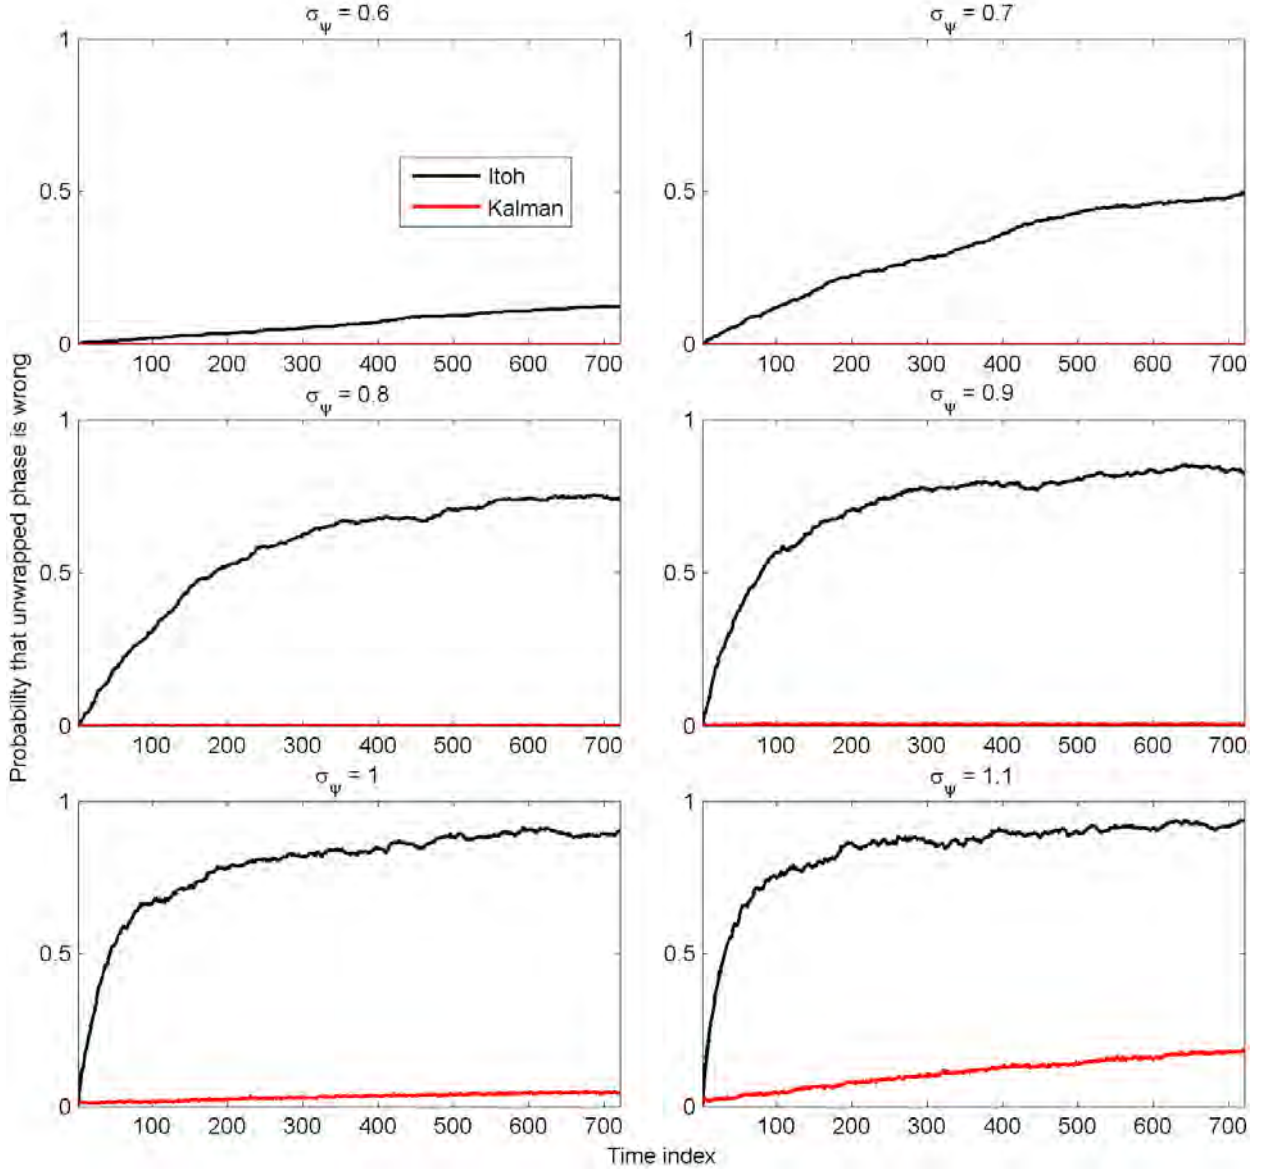 σψ = 0.6
σψ = 0.7
1
0.5
0
100 200 300 400 500 600 700
Itoh
Kalman
1
0.5
0
100 200 300 400 500 600 700
σψ = 0.8
σψ = 0.9
1
0.5
0
100 200 300 400 500 600 700
1
0.5
0
100 200 300 400 500 600 700
σψ = 1
σψ = 1.1
1
0.5
0
100 200 300 400 500 600 700
1
0.5
0
100 200 300 400 500 600 700
Probability that unwrapped phase is wrong
Time index